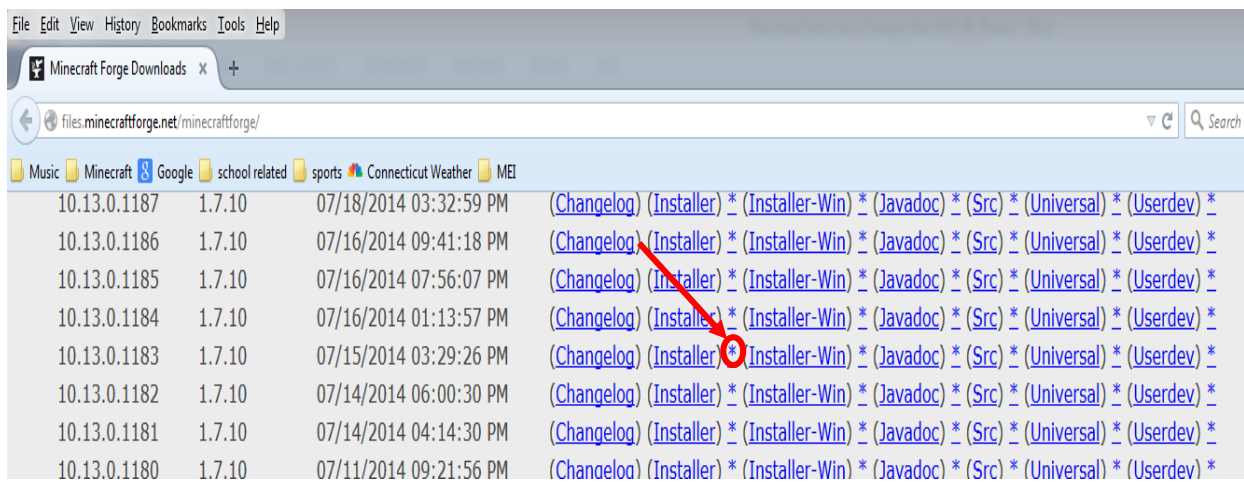 File Edit View History Bookmarks Tools Help
Minecraft Forge Downloads × +
files.minecraftforge.net/minecraftforge/ Search
Music Minecraft 8 Google school related sports Connecticut Weather MEI
10.13.0.1187 1.7.10 07/18/2014 03:32:59 PM (Changelog) (Installer) * (Installer-Win) * (Javadoc) * (Src) * (Universal) * (Userdev) *
10.13.0.1186 1.7.10 07/16/2014 09:41:18 PM (Changelog) (Installer) * (Installer-Win) * (Javadoc) * (Src) * (Universal) * (Userdev) *
10.13.0.1185 1.7.10 07/16/2014 07:56:07 PM (Changelog) (Installer) * (Installer-Win) * (Javadoc) * (Src) * (Universal) * (Userdev) *
10.13.0.1184 1.7.10 07/16/2014 01:13:57 PM (Changelog) (Installer) * (Installer-Win) * (Javadoc) * (Src) * (Universal) * (Userdev) *
10.13.0.1183 1.7.10 07/15/2014 03:29:26 PM (Changelog) (Installer) * (Installer-Win) * (Javadoc) * (Src) * (Universal) * (Userdev) *
10.13.0.1182 1.7.10 07/14/2014 06:00:30 PM (Changelog) (Installer) * (Installer-Win) * (Javadoc) * (Src) * (Universal) * (Userdev) *
10.13.0.1181 1.7.10 07/14/2014 04:14:30 PM (Changelog) (Installer) * (Installer-Win) * (Javadoc) * (Src) * (Universal) * (Userdev) *
10.13.0.1180 1.7.10 07/11/2014 09:21:56 PM (Changelog) (Installer) * (Installer-Win) * (Javadoc) * (Src) * (Universal) * (Userdev) *